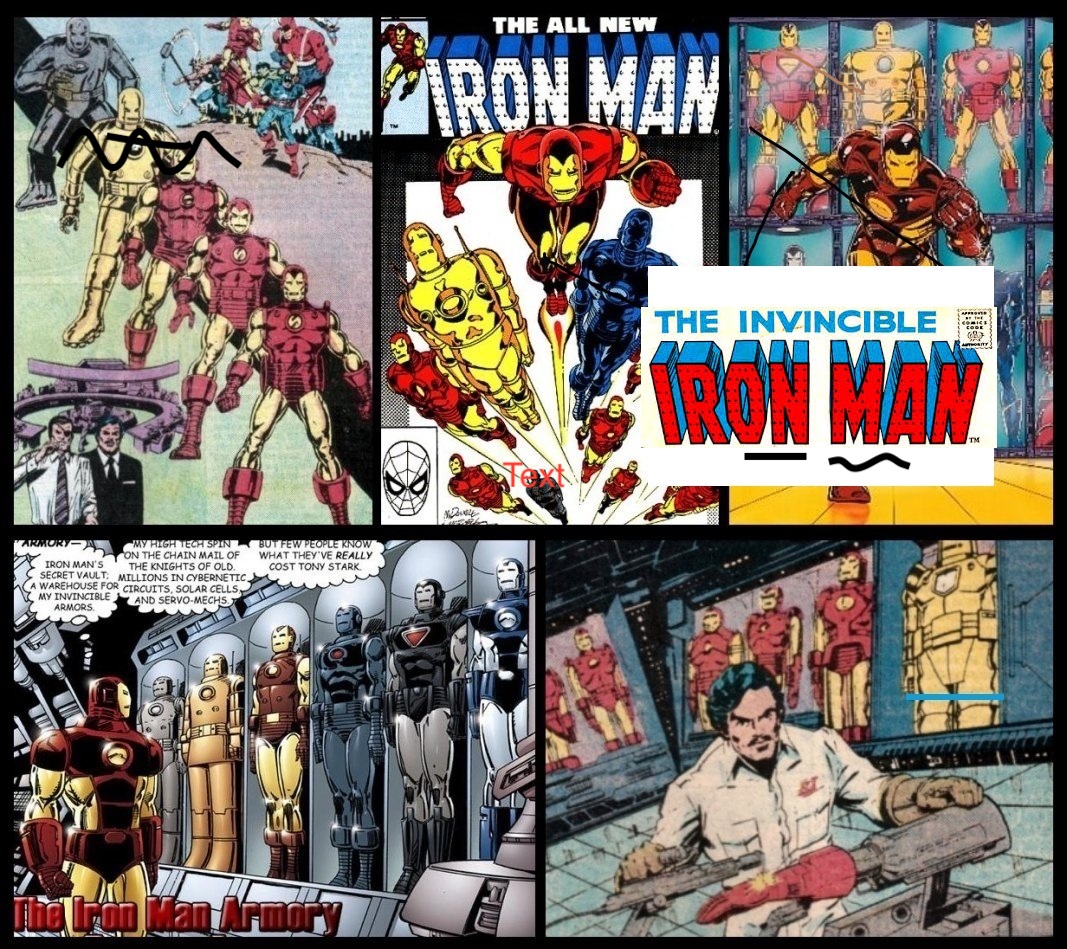 THE ALL NEW
IRON MAN
TM
THE INVINCIBLE
IRON MAN
TM
APPROVED
BY THE
COMICS
CODE
AUTHORITY
Text
ARMORY—
IRON MAN'S
SECRET VAULT;
A WAREHOUSE FOR
MY INVINCIBLE
ARMORS.
MY HIGH TECH SPIN
ON THE CHAIN MAIL OF
THE KNIGHTS OF OLD.
MILLIONS IN CYBERNETIC
CIRCUITS, SOLAR CELLS,
AND SERVO-MECHS.
BUT FEW PEOPLE KNOW
WHAT THEY'VE REALLY
COST TONY STARK.
The Iron Man Armory
SI